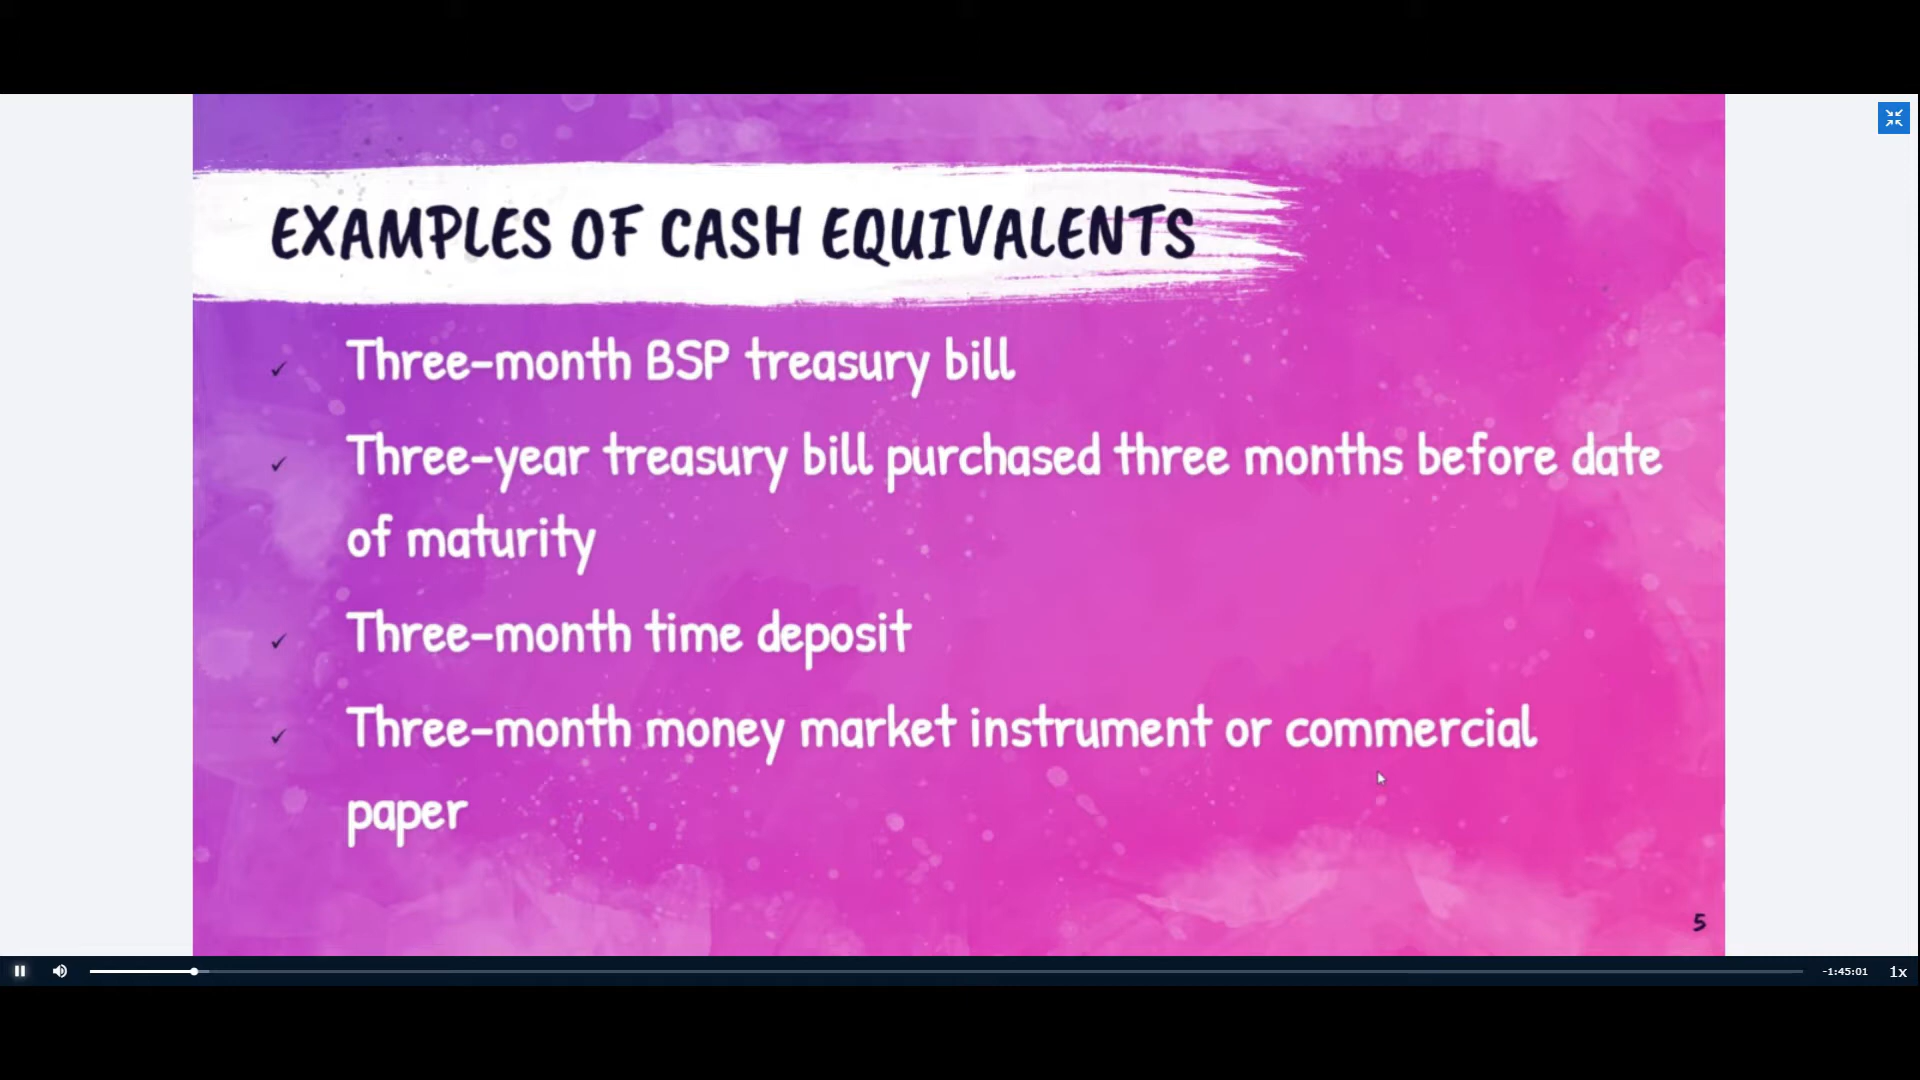 EXAMPLES OF CASH EQUIVALENTS
✓ Three-month BSP treasury bill
✓ Three-year treasury bill purchased three months before date
of maturity
✓ Three-month time deposit
✓ Three-month money market instrument or commercial
paper
5
-1:45:01 1x